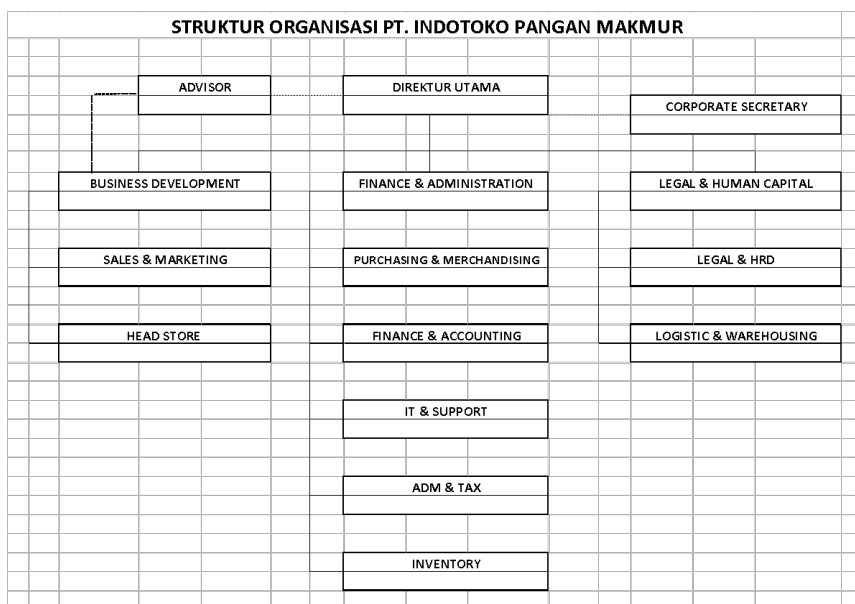 STRUKTUR ORGANISASI PT. INDOTOKO PANGAN MAKMUR
ADVISOR
DIREKTUR UTAMA
CORPORATE SECRETARY
BUSINESS DEVELOPMENT
FINANCE & ADMINISTRATION
LEGAL & HUMAN CAPITAL
SALES & MARKETING
PURCHASING & MERCHANDISING
LEGAL & HRD
HEAD STORE
FINANCE & ACCOUNTING
LOGISTIC & WAREHOUSING
IT & SUPPORT
ADM & TAX
INVENTORY